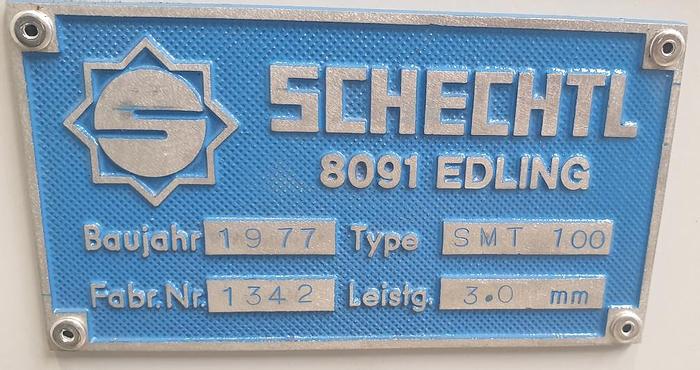 S SCHECHTL
8091 EDLING
Baujahr 1977 Type SMT 100
Fabr.Nr. 1342 Leistg. 3.0 mm